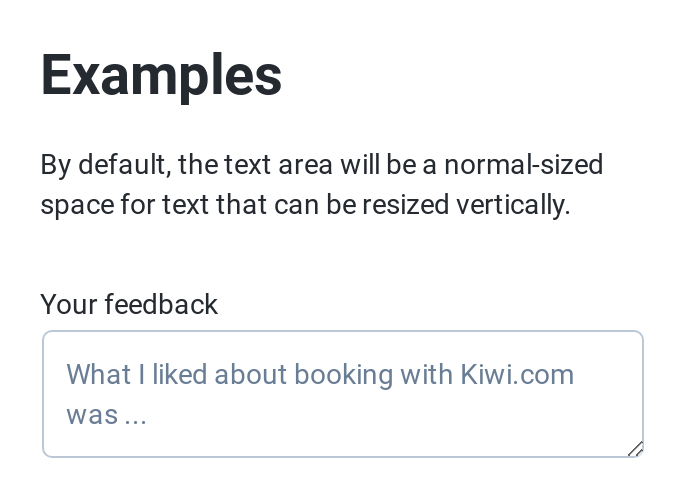 Examples
By default, the text area will be a normal-sized
space for text that can be resized vertically.
Your feedback
What I liked about booking with Kiwi.com
was ...